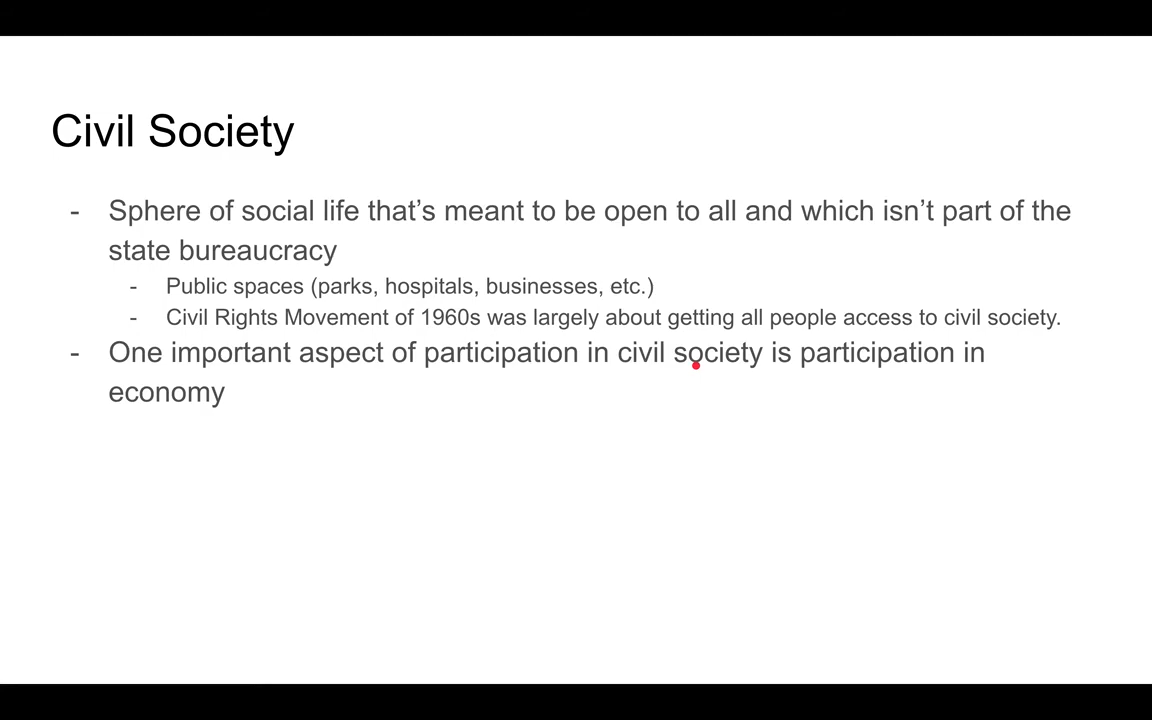 Civil Society
- Sphere of social life that’s meant to be open to all and which isn’t part of the
state bureaucracy
- Public spaces (parks, hospitals, businesses, etc.)
- Civil Rights Movement of 1960s was largely about getting all people access to civil society.
- One important aspect of participation in civil society is participation in
economy